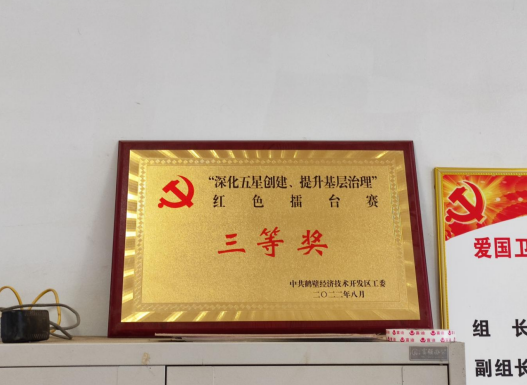 “深化五星创建、提升基层治理”
红色擂台赛
三等奖
中共鹤壁经济技术开发区工委
二〇二二年八月
爱国卫
组长
副组长